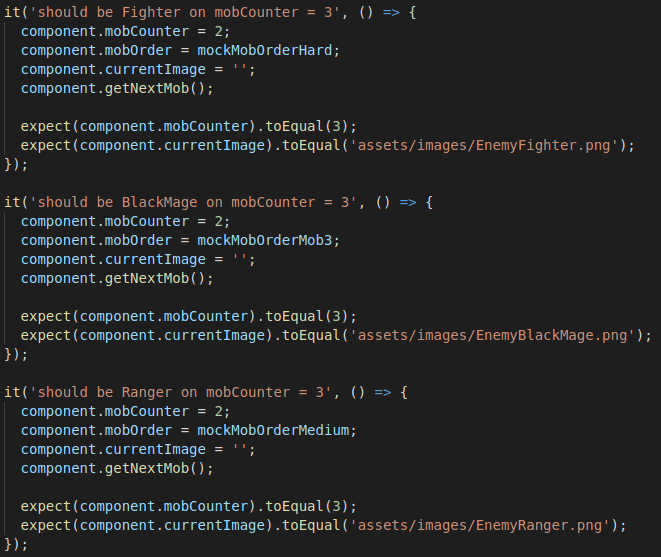 it('should be Fighter on mobCounter = 3', () => {
  component.mobCounter = 2;
  component.mobOrder = mockMobOrderHard;
  component.currentImage = '';
  component.getNextMob();

  expect(component.mobCounter).toEqual(3);
  expect(component.currentImage).toEqual('assets/images/EnemyFighter.png');
});

it('should be BlackMage on mobCounter = 3', () => {
  component.mobCounter = 2;
  component.mobOrder = mockMobOrderMob3;
  component.currentImage = '';
  component.getNextMob();

  expect(component.mobCounter).toEqual(3);
  expect(component.currentImage).toEqual('assets/images/EnemyBlackMage.png');
});

it('should be Ranger on mobCounter = 3', () => {
  component.mobCounter = 2;
  component.mobOrder = mockMobOrderMedium;
  component.currentImage = '';
  component.getNextMob();

  expect(component.mobCounter).toEqual(3);
  expect(component.currentImage).toEqual('assets/images/EnemyRanger.png');
});